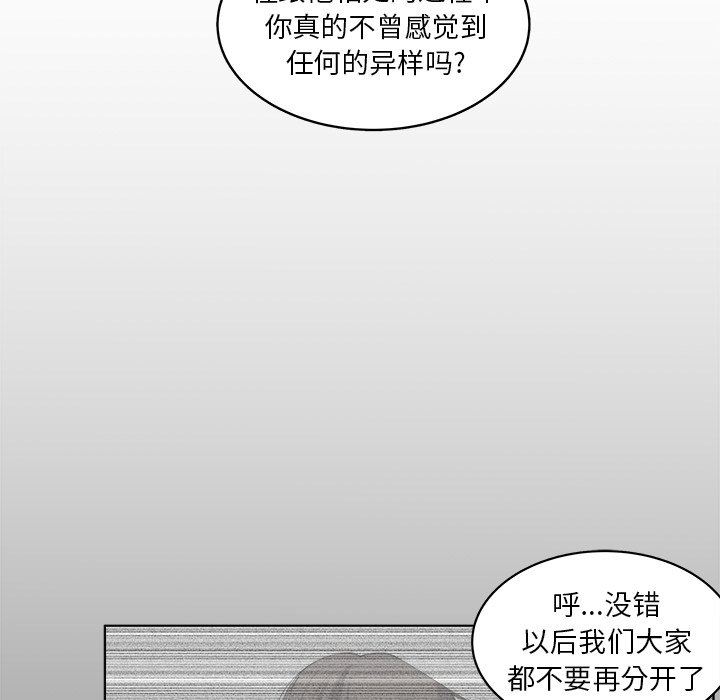 你真的不曾感觉到
任何的异样吗?
呼...没错
以后我们大家
都不要再分开了